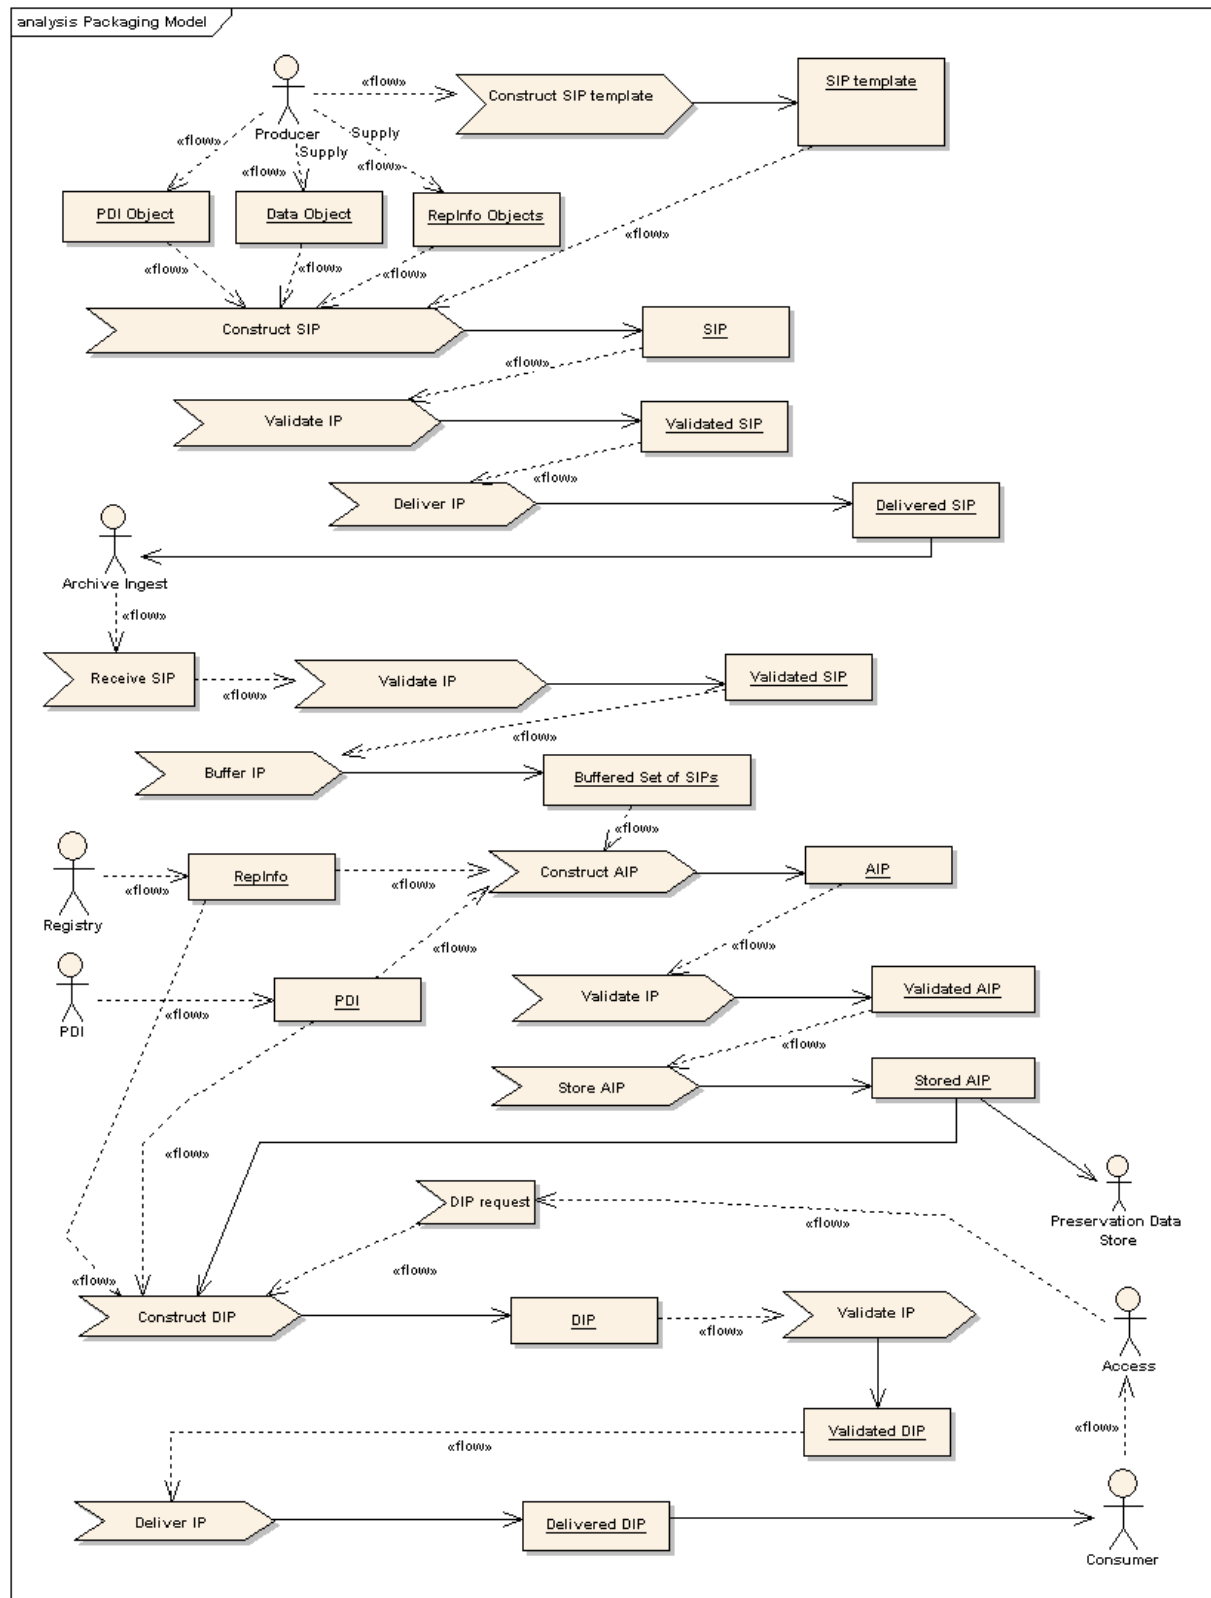 analysis Packaging Model
«flow»
Construct SIP template
SIP template
Producer
Supply
Supply
«flow»
«flow»
«flow»
PDI Object
Data Object
RepInfo Objects
«flow»
«flow»
«flow»
«flow»
Construct SIP
SIP
«flow»
Validate IP
Validated SIP
«flow»
Deliver IP
Delivered SIP
Archive Ingest
«flow»
Receive SIP
«flow»
Validate IP
Validated SIP
«flow»
Buffer IP
Buffered Set of SIPs
«flow»
Registry
«flow»
RepInfo
«flow»
Construct AIP
AIP
«flow»
«flow»
PDI
«flow»
PDI
Validate IP
Validated AIP
«flow»
Store AIP
Stored AIP
«flow»
DIP request
«flow»
Preservation Data
Store
«flow»
«flow»
Construct DIP
DIP
«flow»
Validate IP
Access
«flow»
Validated DIP
«flow»
Deliver IP
Delivered DIP
Consumer